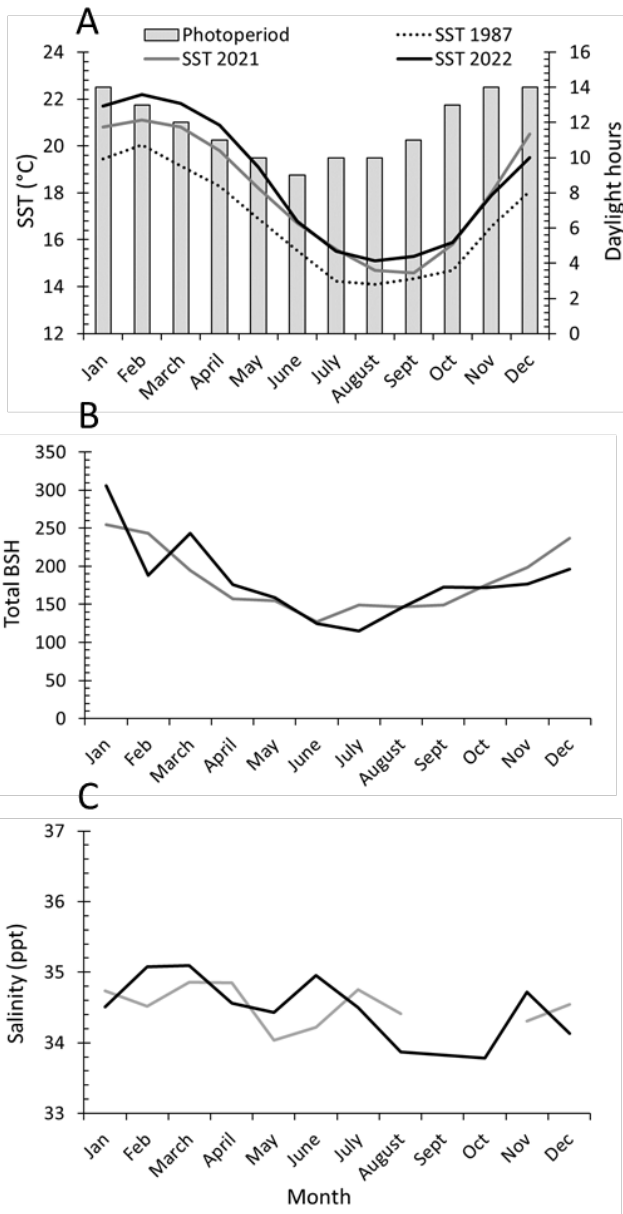 A
Photoperiod SST 1987
SST 2021 SST 2022
24 16
22 14
20 12
18 10
16 8
14 6
12 4
2
0
SST (°C)
Daylight hours
Jan Feb March April May June July August Sept Oct Nov Dec
B
350
300
250
200
150
100
50
0
Total BSH
Jan Feb March April May June July August Sept Oct Nov Dec
C
37
36
35
34
33
Salinity (ppt)
Jan Feb March April May June July August Sept Oct Nov Dec
Month